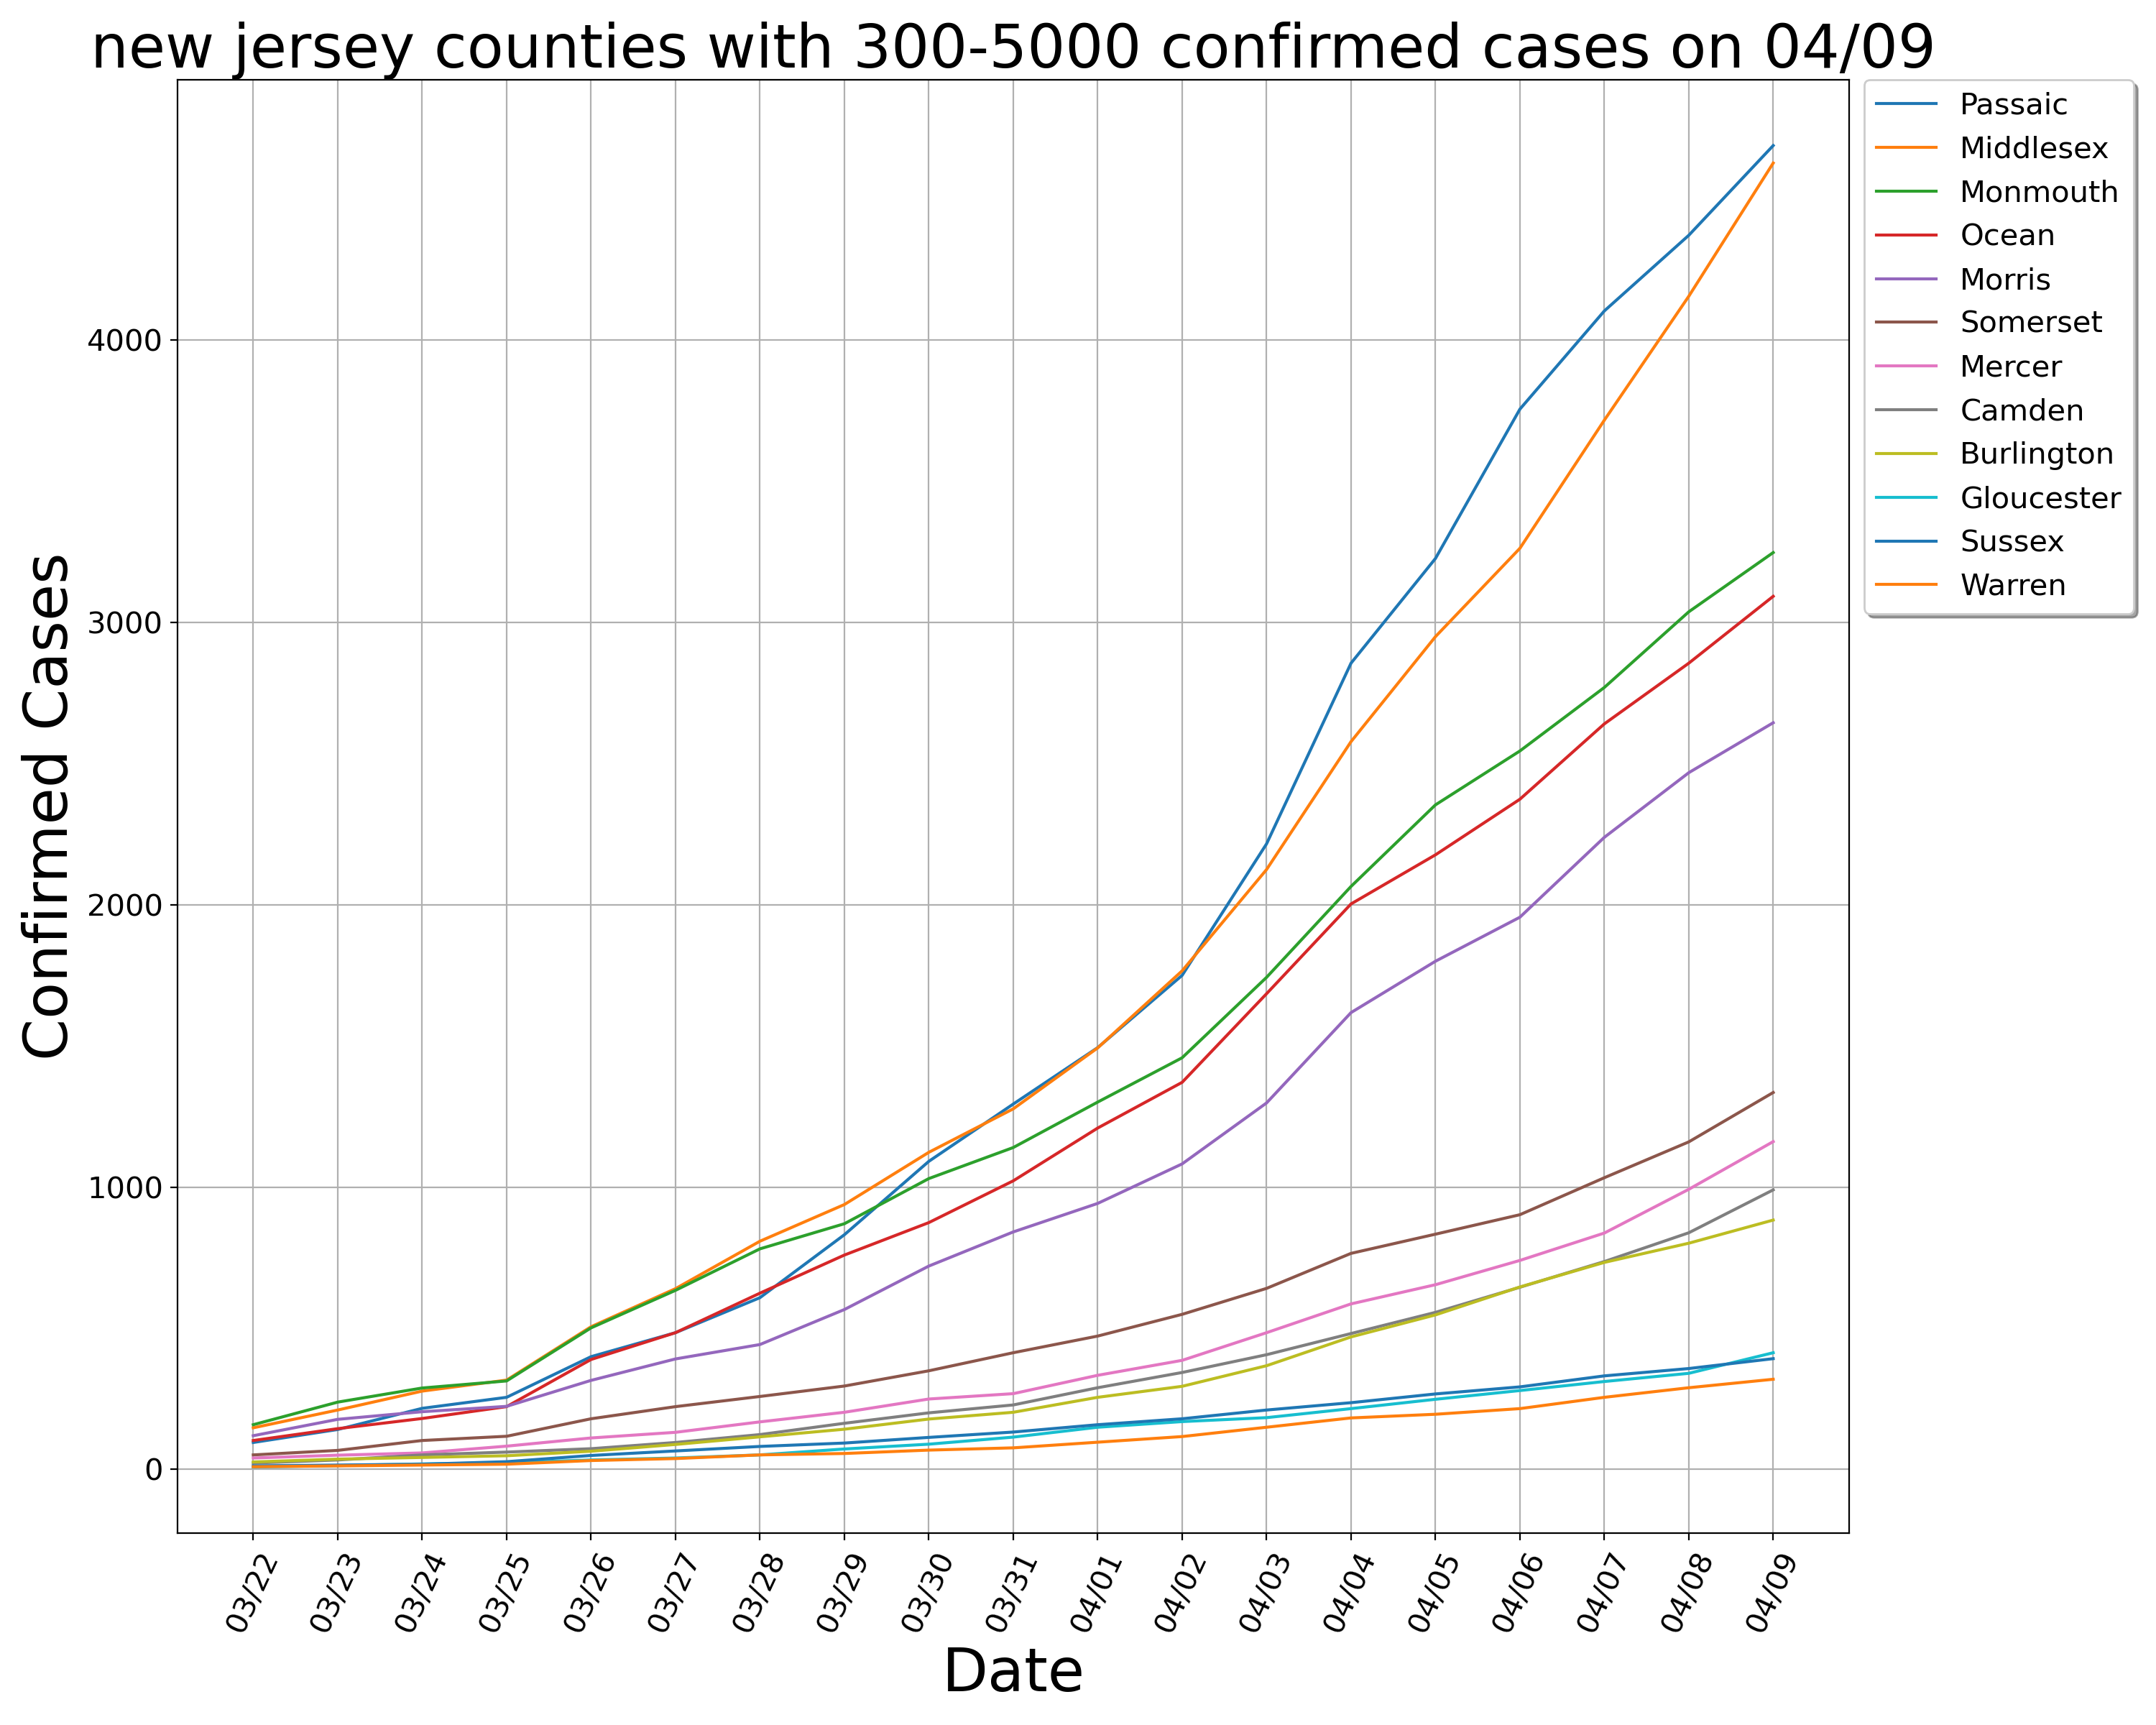 new jersey counties with 300-5000 confirmed cases on 04/09
Passaic
Middlesex
Monmouth
Ocean
Morris
Somerset
Mercer
Camden
Burlington
Gloucester
Sussex
Warren
Confirmed Cases
4000
3000
2000
1000
0
03/22
03/23
03/24
03/25
03/26
03/27
03/28
03/29
03/30
03/31
04/01
04/02
04/03
04/04
04/05
04/06
04/07
04/08
04/09
Date